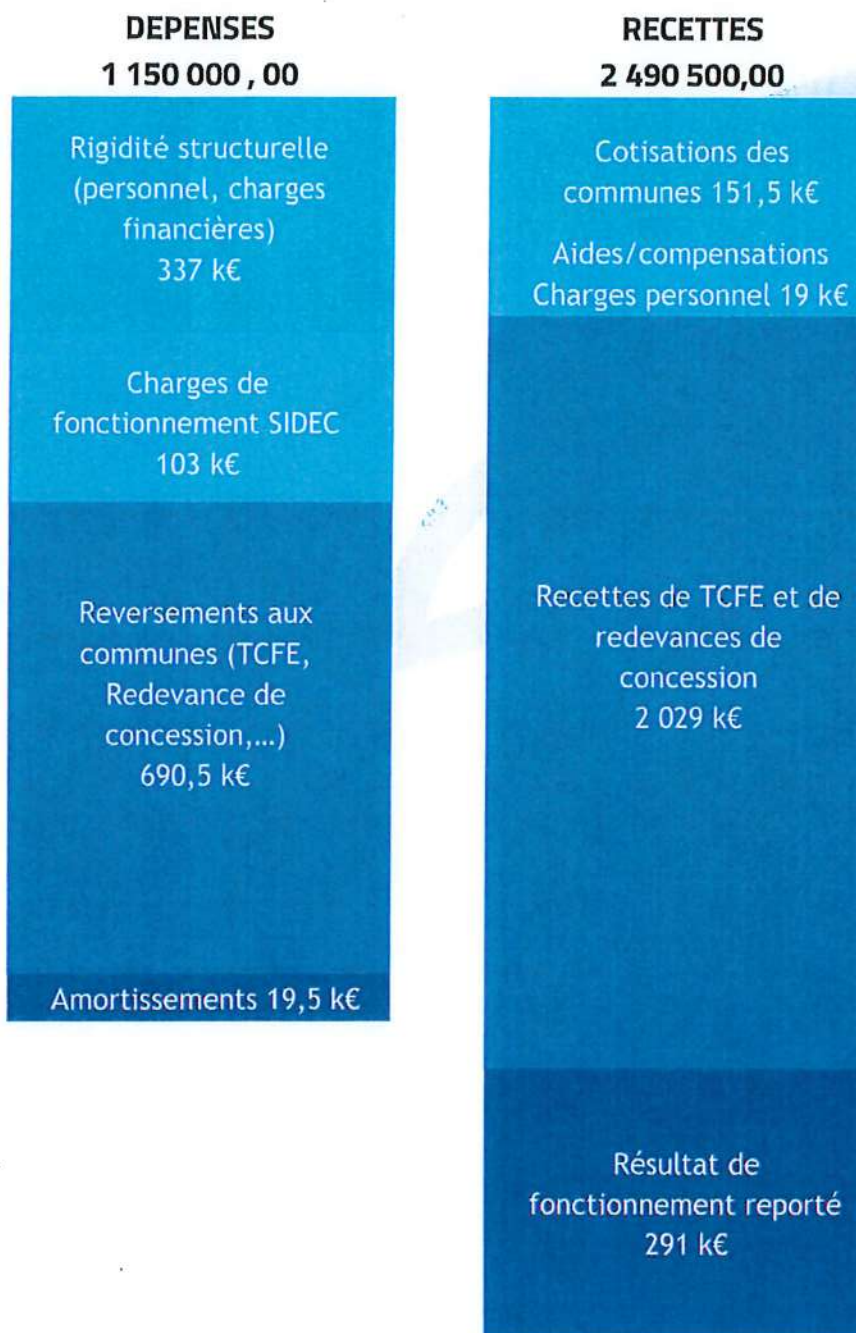 DEPENSES
1 150 000 , 00
Rigidité structurelle
(personnel, charges
financières)
337 k€
Charges de
fonctionnement SIDEC
103 k€
Reversements aux
communes (TCFE,
Redevance de
concession,...)
690,5 k€
Amortissements 19,5 k€
RECETTES
2 490 500,00
Cotisations des
communes 151,5 k€
Aides/compensations
Charges personnel 19 k€
Recettes de TCFE et de
redevances de
concession
2 029 k€
Résultat de
fonctionnement reporté
291 k€